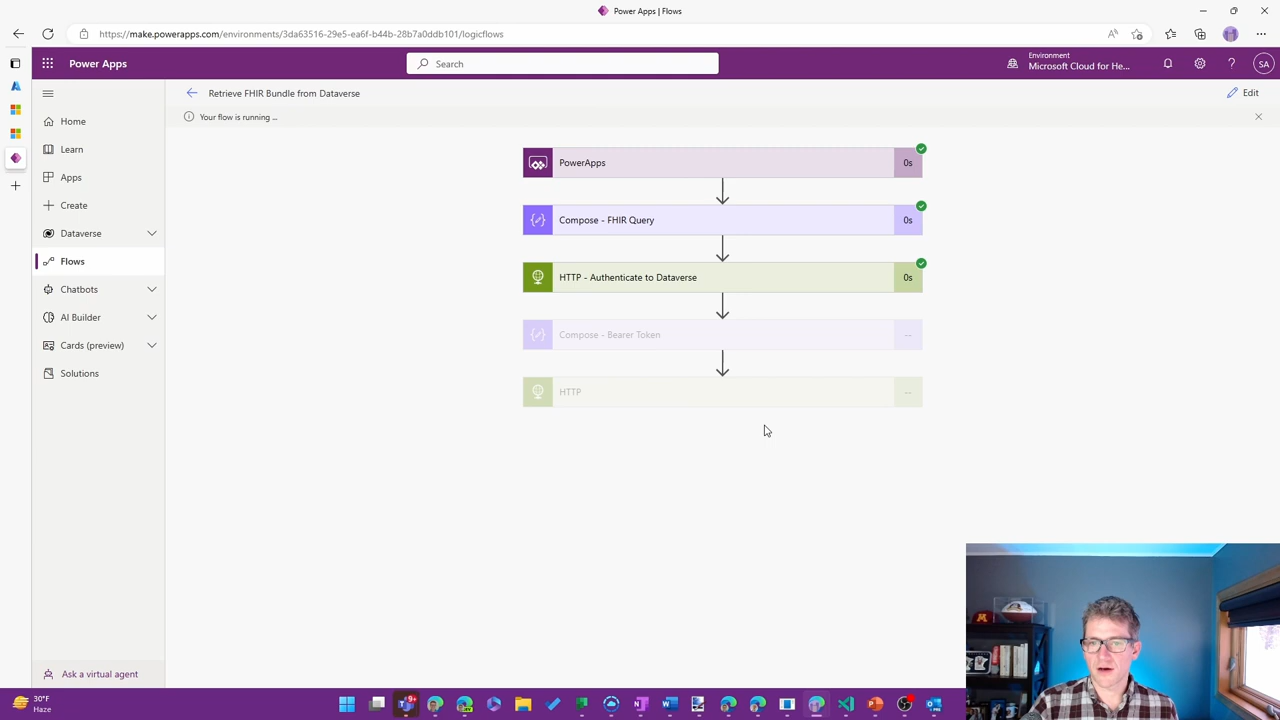 Power Apps | Flows
https://make.powerapps.com/environments/3da63516-29e5-ea6f-b44b-28b7a0ddb101/logicflows
Power Apps
Search
Environment
Microsoft Cloud for He...
SA
Retrieve FHIR Bundle from Dataverse
Edit
Your flow is running ...
Home
Learn
Apps
Create
Dataverse
Flows
Chatbots
AI Builder
Cards (preview)
Solutions
Ask a virtual agent
PowerApps
0s
Compose - FHIR Query
0s
HTTP - Authenticate to Dataverse
0s
Compose - Bearer Token
--
HTTP
--
30°F
Haze
9+